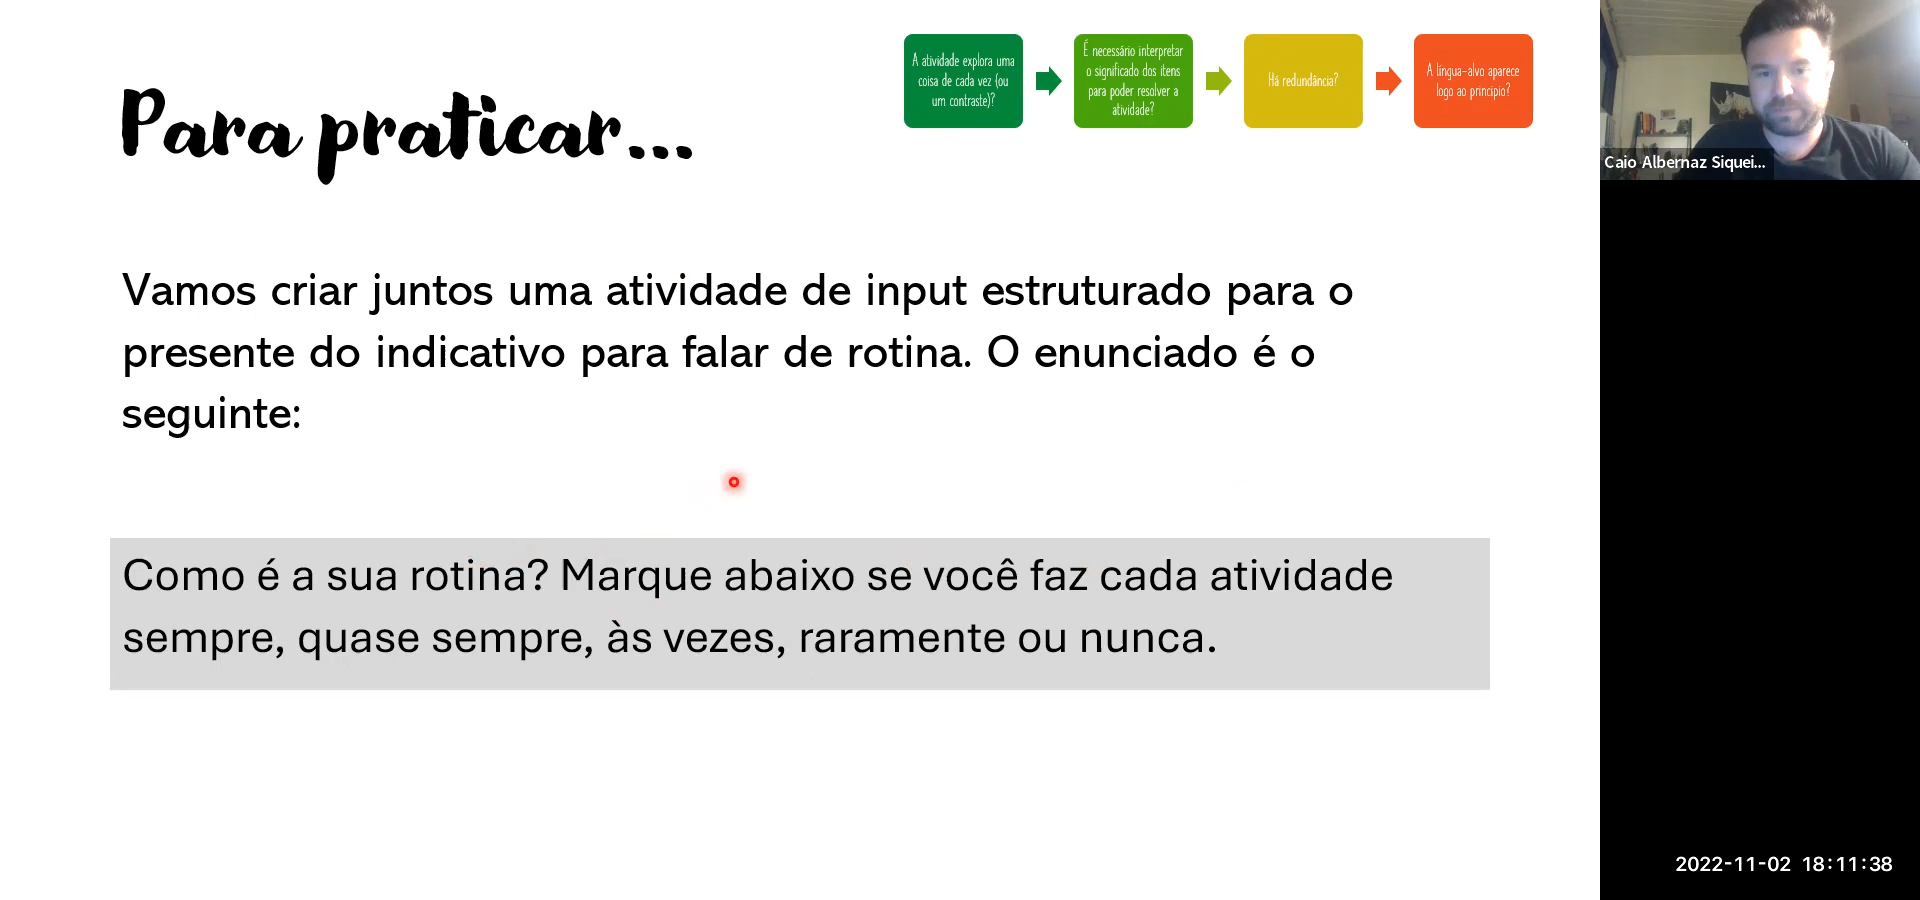 A atividade explora uma
coisa de cada vez (ou
um contraste)?
É necessário interpretar
o significado dos itens
para poder resolver a
atividade?
Há redundância?
A língua-alvo aparece
logo ao princípio?
Para praticar...
Caio Albernaz Siquei...
Vamos criar juntos uma atividade de input estruturado para o
presente do indicativo para falar de rotina. O enunciado é o
seguinte:
Como é a sua rotina? Marque abaixo se você faz cada atividade
sempre, quase sempre, às vezes, raramente ou nunca.
2022-11-02 18:11:38